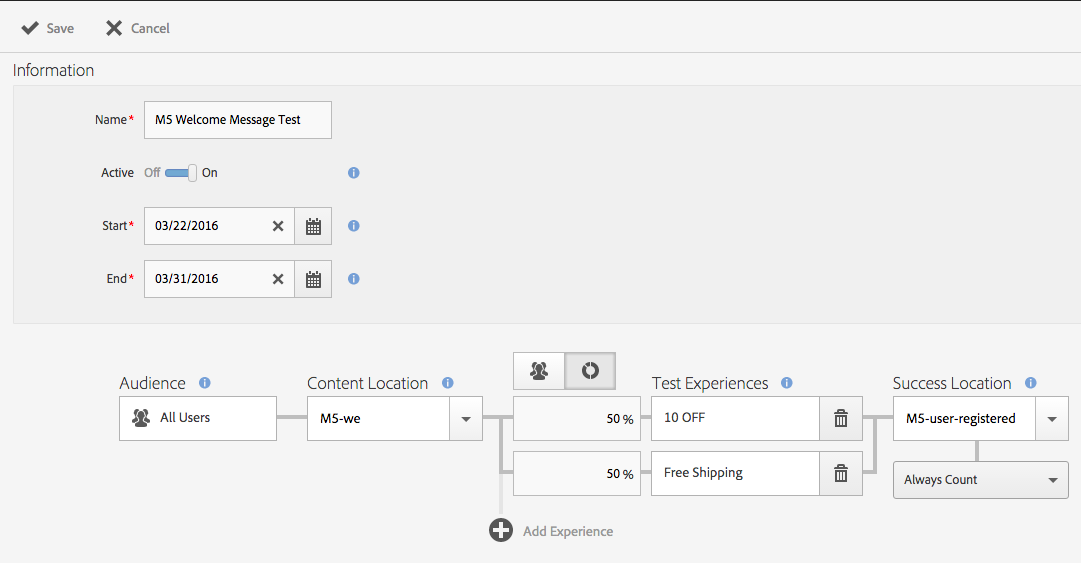 Save Cancel
Information
Name* M5 Welcome Message Test
Active Off On
Start* 03/22/2016
End* 03/31/2016
Audience Content Location Test Experiences Success Location
All Users M5-we 50 % 10 OFF M5-user-registered
50 % Free Shipping Always Count
Add Experience